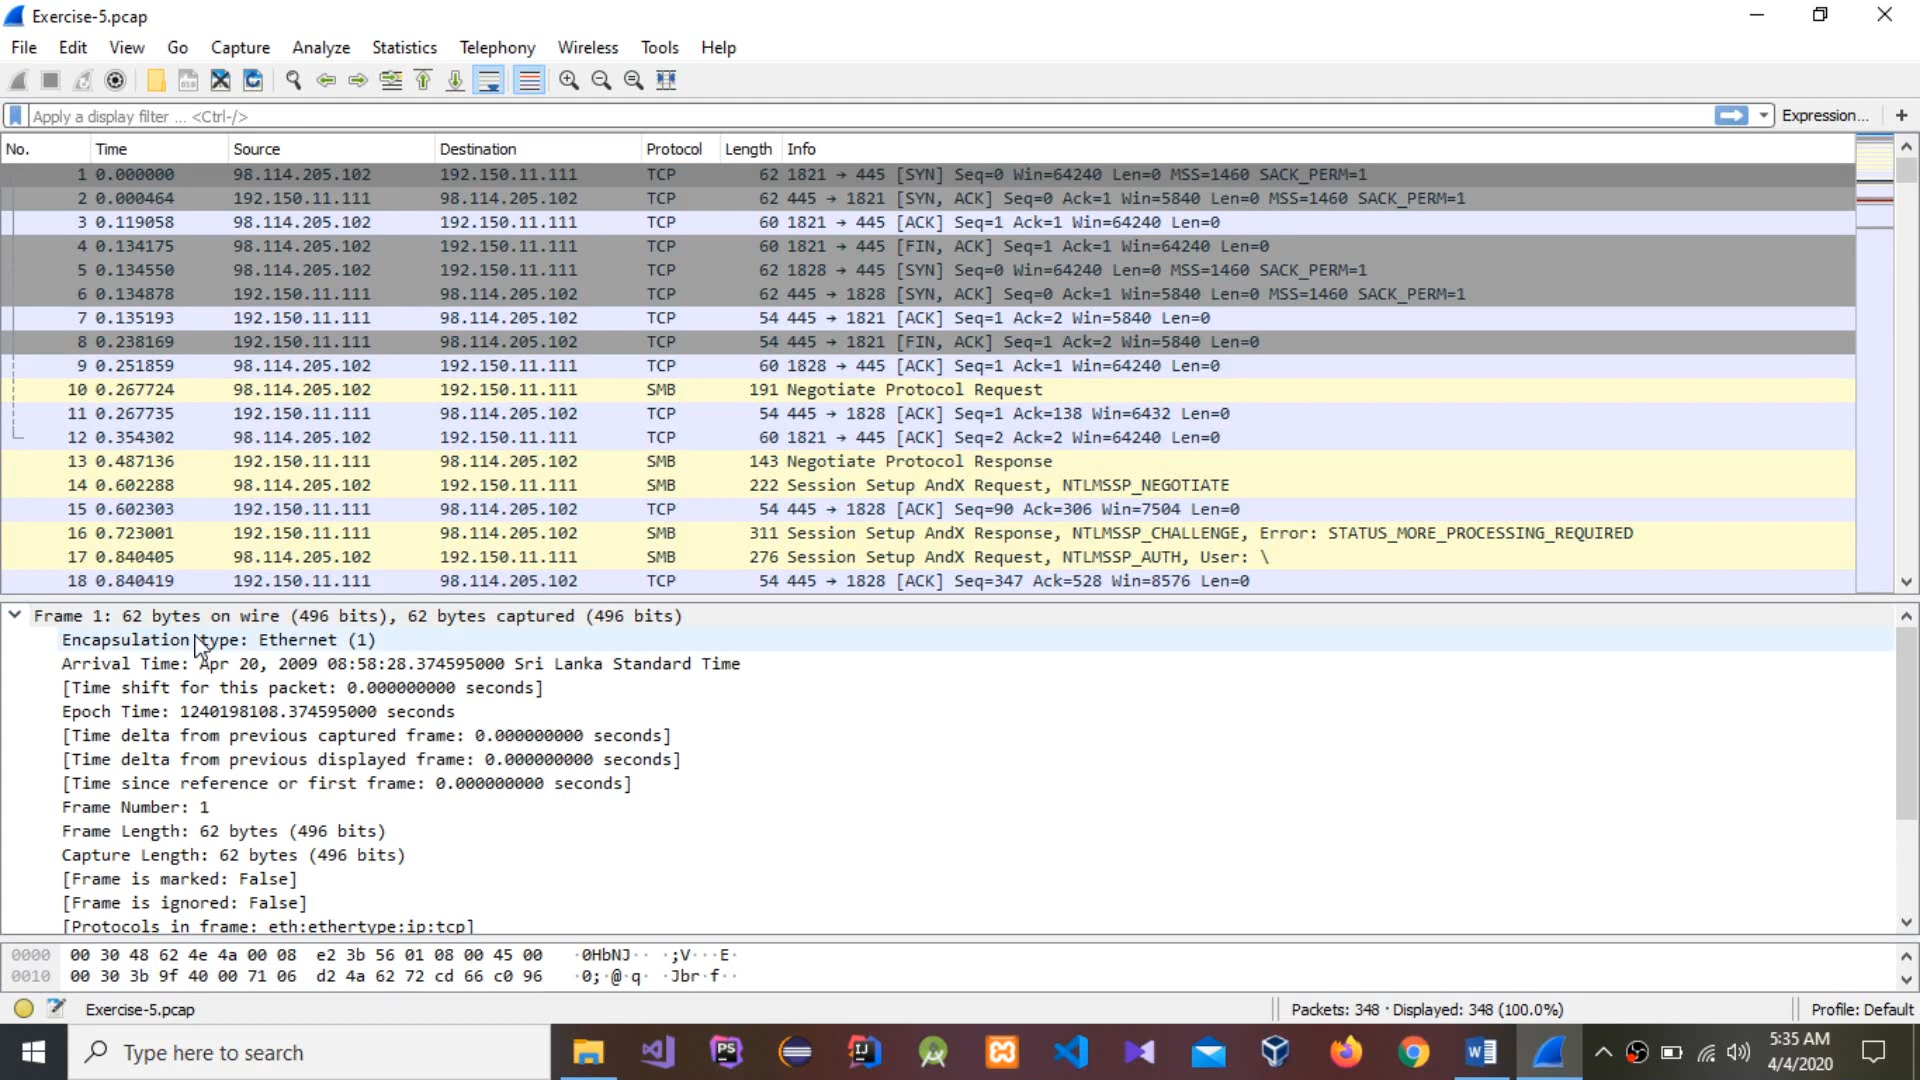 Exercise-5.pcap
File Edit View Go Capture Analyze Statistics Telephony Wireless Tools Help
Apply a display filter ... <Ctrl-/> Expression... +
No. Time Source Destination Protocol Length Info
1 0.000000 98.114.205.102 192.150.11.111 TCP 62 1821 → 445 [SYN] Seq=0 Win=64240 Len=0 MSS=1460 SACK_PERM=1
2 0.000464 192.150.11.111 98.114.205.102 TCP 62 445 → 1821 [SYN, ACK] Seq=0 Ack=1 Win=5840 Len=0 MSS=1460 SACK_PERM=1
3 0.119058 98.114.205.102 192.150.11.111 TCP 60 1821 → 445 [ACK] Seq=1 Ack=1 Win=64240 Len=0
4 0.134175 98.114.205.102 192.150.11.111 TCP 60 1821 → 445 [FIN, ACK] Seq=1 Ack=1 Win=64240 Len=0
5 0.134550 98.114.205.102 192.150.11.111 TCP 62 1828 → 445 [SYN] Seq=0 Win=64240 Len=0 MSS=1460 SACK_PERM=1
6 0.134878 192.150.11.111 98.114.205.102 TCP 62 445 → 1828 [SYN, ACK] Seq=0 Ack=1 Win=5840 Len=0 MSS=1460 SACK_PERM=1
7 0.135193 192.150.11.111 98.114.205.102 TCP 54 445 → 1821 [ACK] Seq=1 Ack=2 Win=5840 Len=0
8 0.238169 192.150.11.111 98.114.205.102 TCP 54 445 → 1821 [FIN, ACK] Seq=1 Ack=2 Win=5840 Len=0
9 0.251859 98.114.205.102 192.150.11.111 TCP 60 1828 → 445 [ACK] Seq=1 Ack=1 Win=64240 Len=0
10 0.267724 98.114.205.102 192.150.11.111 SMB 191 Negotiate Protocol Request
11 0.267735 192.150.11.111 98.114.205.102 TCP 54 445 → 1828 [ACK] Seq=1 Ack=138 Win=6432 Len=0
12 0.354302 98.114.205.102 192.150.11.111 TCP 60 1821 → 445 [ACK] Seq=2 Ack=2 Win=64240 Len=0
13 0.487136 192.150.11.111 98.114.205.102 SMB 143 Negotiate Protocol Response
14 0.602288 98.114.205.102 192.150.11.111 SMB 222 Session Setup AndX Request, NTLMSSP_NEGOTIATE
15 0.602303 192.150.11.111 98.114.205.102 TCP 54 445 → 1828 [ACK] Seq=90 Ack=306 Win=7504 Len=0
16 0.723001 192.150.11.111 98.114.205.102 SMB 311 Session Setup AndX Response, NTLMSSP_CHALLENGE, Error: STATUS_MORE_PROCESSING_REQUIRED
17 0.840405 98.114.205.102 192.150.11.111 SMB 276 Session Setup AndX Request, NTLMSSP_AUTH, User: \
18 0.840419 192.150.11.111 98.114.205.102 TCP 54 445 → 1828 [ACK] Seq=347 Ack=528 Win=8576 Len=0
Frame 1: 62 bytes on wire (496 bits), 62 bytes captured (496 bits)
Encapsulation type: Ethernet (1)
Arrival Time: Apr 20, 2009 08:58:28.374595000 Sri Lanka Standard Time
[Time shift for this packet: 0.000000000 seconds]
Epoch Time: 1240198108.374595000 seconds
[Time delta from previous captured frame: 0.000000000 seconds]
[Time delta from previous displayed frame: 0.000000000 seconds]
[Time since reference or first frame: 0.000000000 seconds]
Frame Number: 1
Frame Length: 62 bytes (496 bits)
Capture Length: 62 bytes (496 bits)
[Frame is marked: False]
[Frame is ignored: False]
[Protocols in frame: eth:ethertype:ip:tcp]
0000 00 30 48 62 4e 4a 00 08 e2 3b 56 01 08 00 45 00 ·0HbNJ·· ·;V···E·
0010 00 30 3b 9f 40 00 71 06 d2 4a 62 72 cd 66 c0 96 ·0;·@·q· ·Jbr·f··
Exercise-5.pcap Packets: 348 · Displayed: 348 (100.0%) Profile: Default
Type here to search
PS
IJ
5:35 AM
4/4/2020